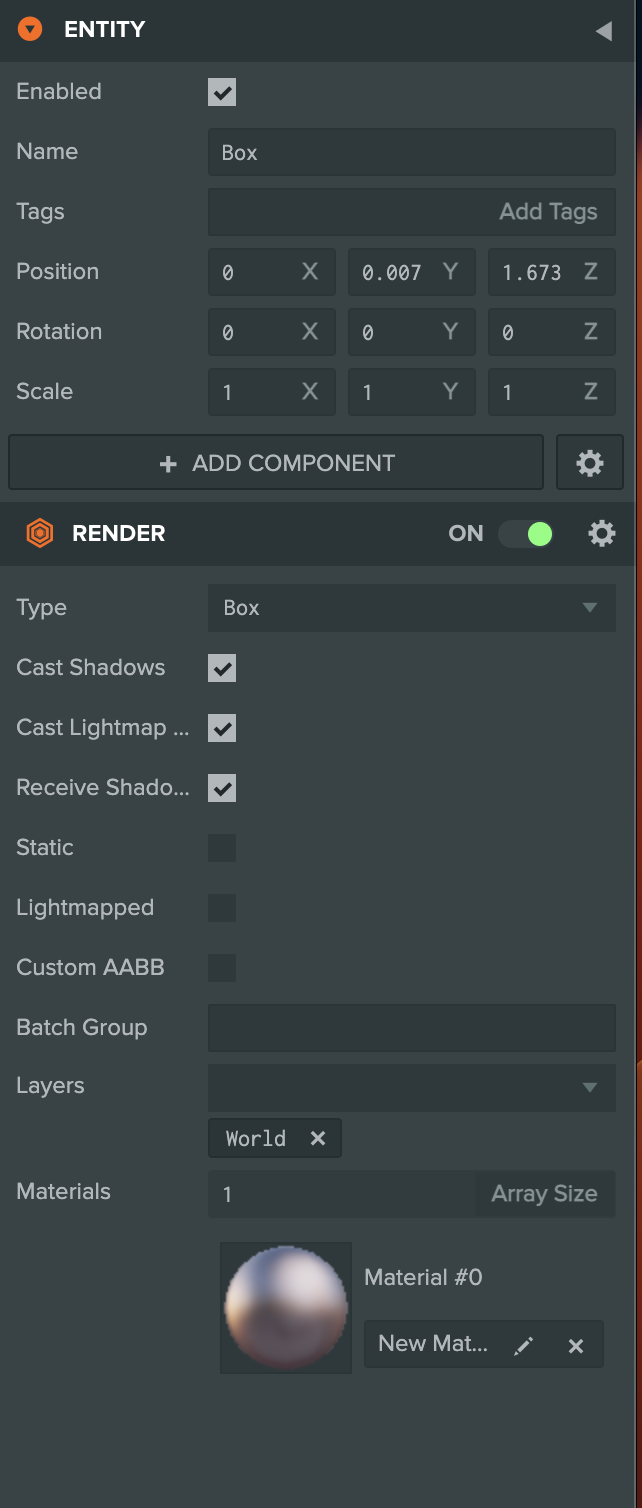 ENTITY
Enabled
Name Box
Tags Add Tags
Position 0 X 0.007 Y 1.673 Z
Rotation 0 X 0 Y 0 Z
Scale 1 X 1 Y 1 Z
+ ADD COMPONENT
RENDER ON
Type Box
Cast Shadows
Cast Lightmap ...
Receive Shado...
Static
Lightmapped
Custom AABB
Batch Group
Layers
World ×
Materials 1 Array Size
Material #0
New Mat... ×